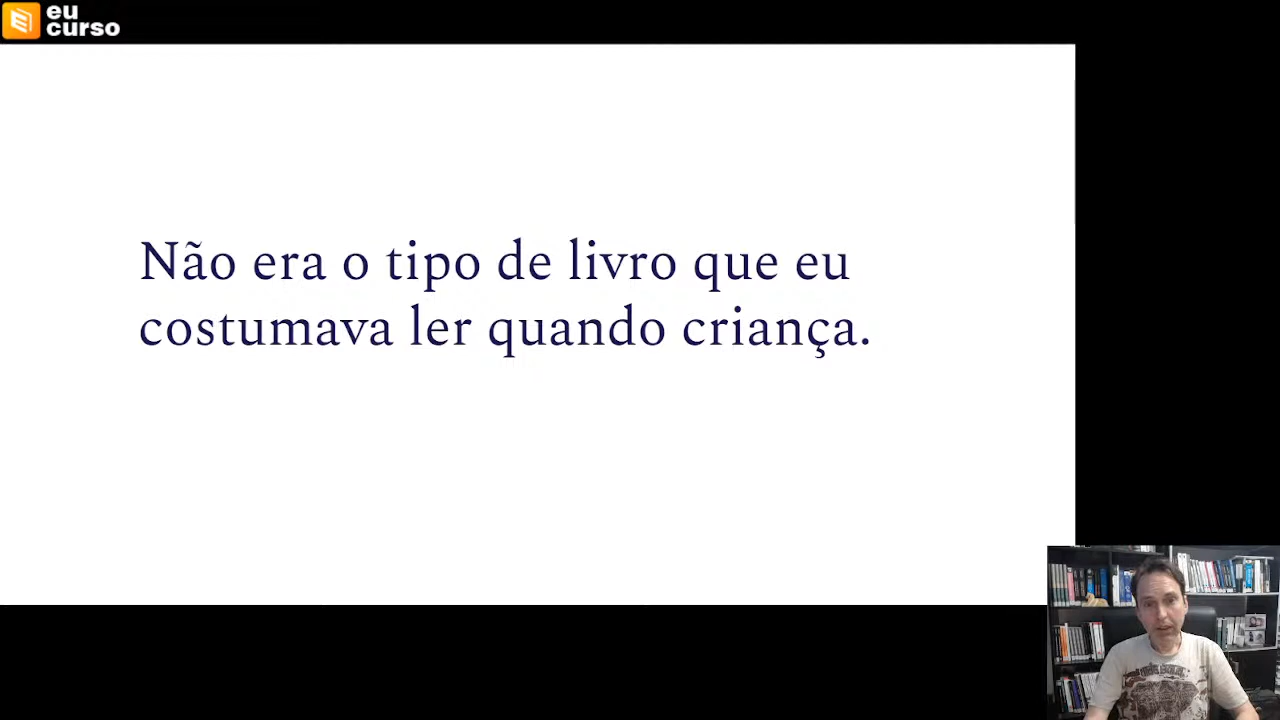 eu
curso
Não era o tipo de livro que eu
costumava ler quando criança.